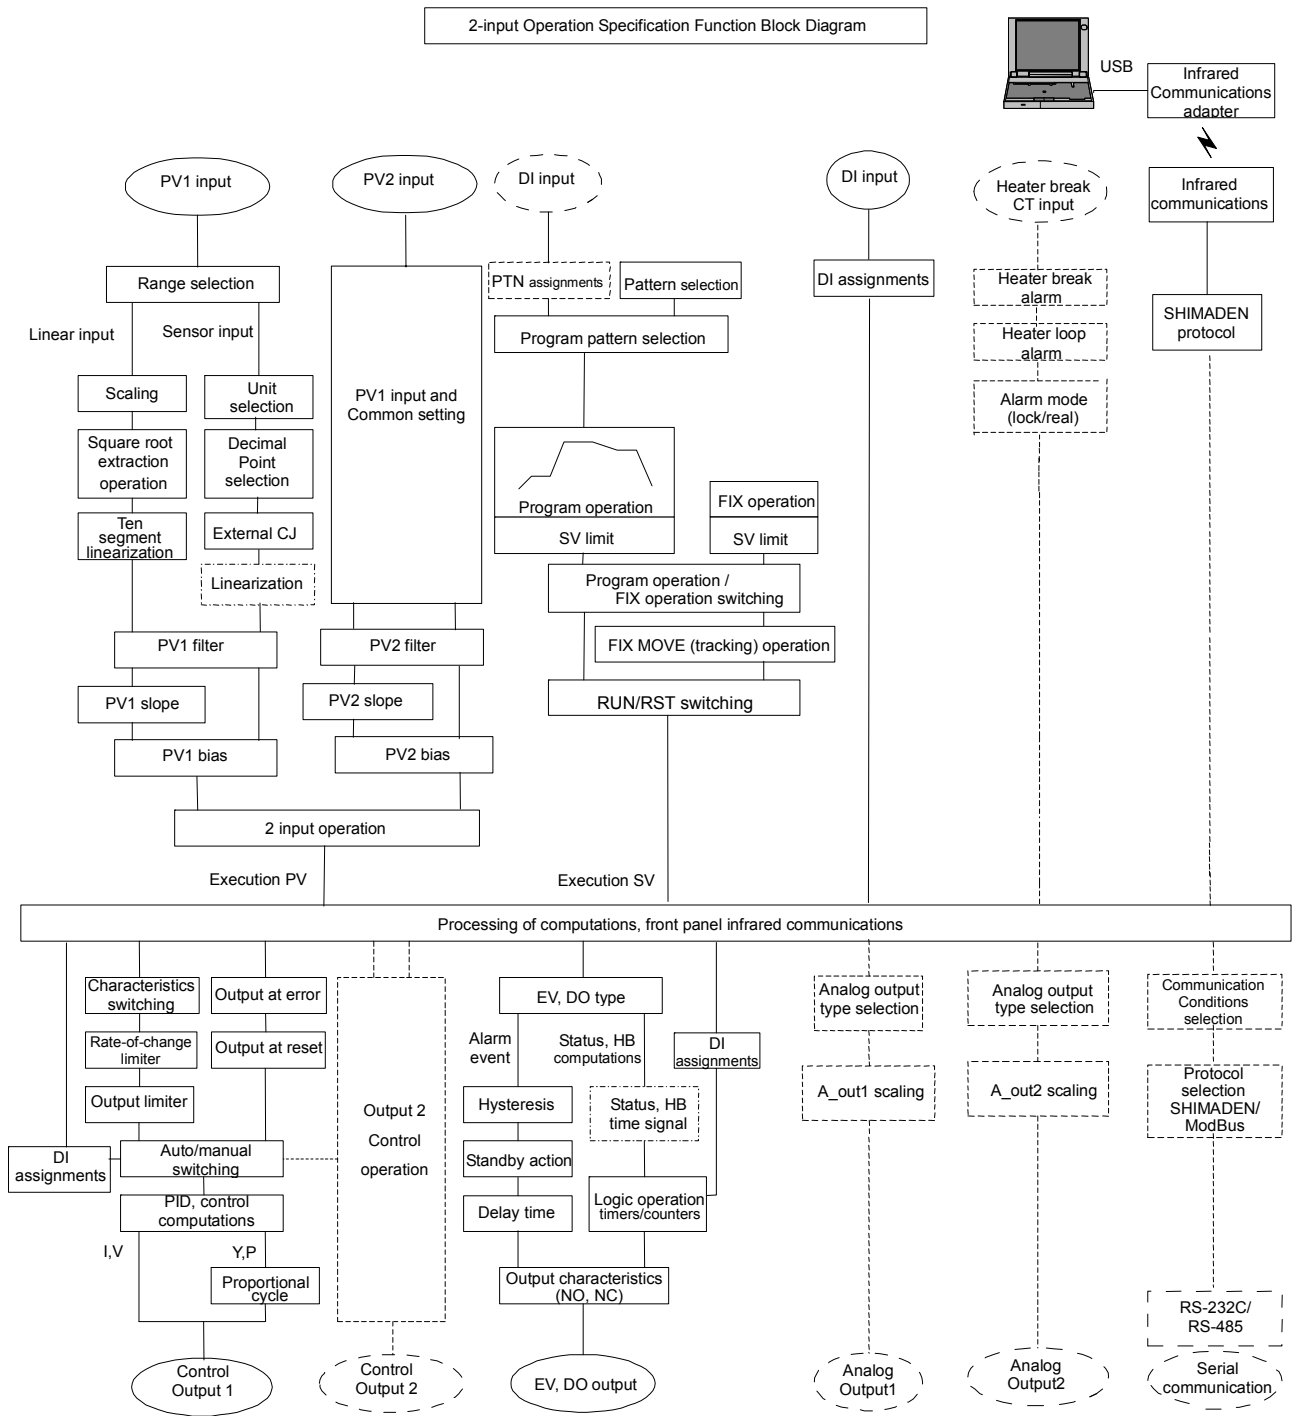 2-input Operation Specification Function Block Diagram
USB
Infrared
Communications
adapter
PV1 input
PV2 input
DI input
DI input
Heater break
CT input
Infrared
communications
Range selection
PTN assignments
Pattern selection
DI assignments
Heater break
alarm
Linear input
Sensor input
Program pattern selection
Heater loop
alarm
SHIMADEN
protocol
Scaling
Unit
selection
PV1 input and
Common setting
Alarm mode
(lock/real)
Square root
extraction
operation
Decimal
Point
selection
Program operation
SV limit
FIX operation
SV limit
Ten
segment
linearization
External CJ
Linearization
Program operation /
FIX operation switching
PV1 filter
PV2 filter
FIX MOVE (tracking) operation
PV1 slope
PV2 slope
RUN/RST switching
PV1 bias
PV2 bias
2 input operation
Execution PV
Execution SV
Processing of computations, front panel infrared communications
Characteristics
switching
Output at error
EV, DO type
Analog output
type selection
Analog output
type selection
Communication
Conditions
selection
Rate-of-change
limiter
Output at reset
Alarm
event
Status, HB
computations
DI
assignments
Output limiter
Output 2
Control
operation
Hysteresis
Status, HB
time signal
A_out1 scaling
A_out2 scaling
Protocol
selection
SHIMADEN/
ModBus
DI
assignments
Auto/manual
switching
Standby action
PID, control
computations
Delay time
Logic operation
timers/counters
I,V
Y,P
Proportional
cycle
Output characteristics
(NO, NC)
RS-232C/
RS-485
Control
Output 1
Control
Output 2
EV, DO output
Analog
Output1
Analog
Output2
Serial
communication